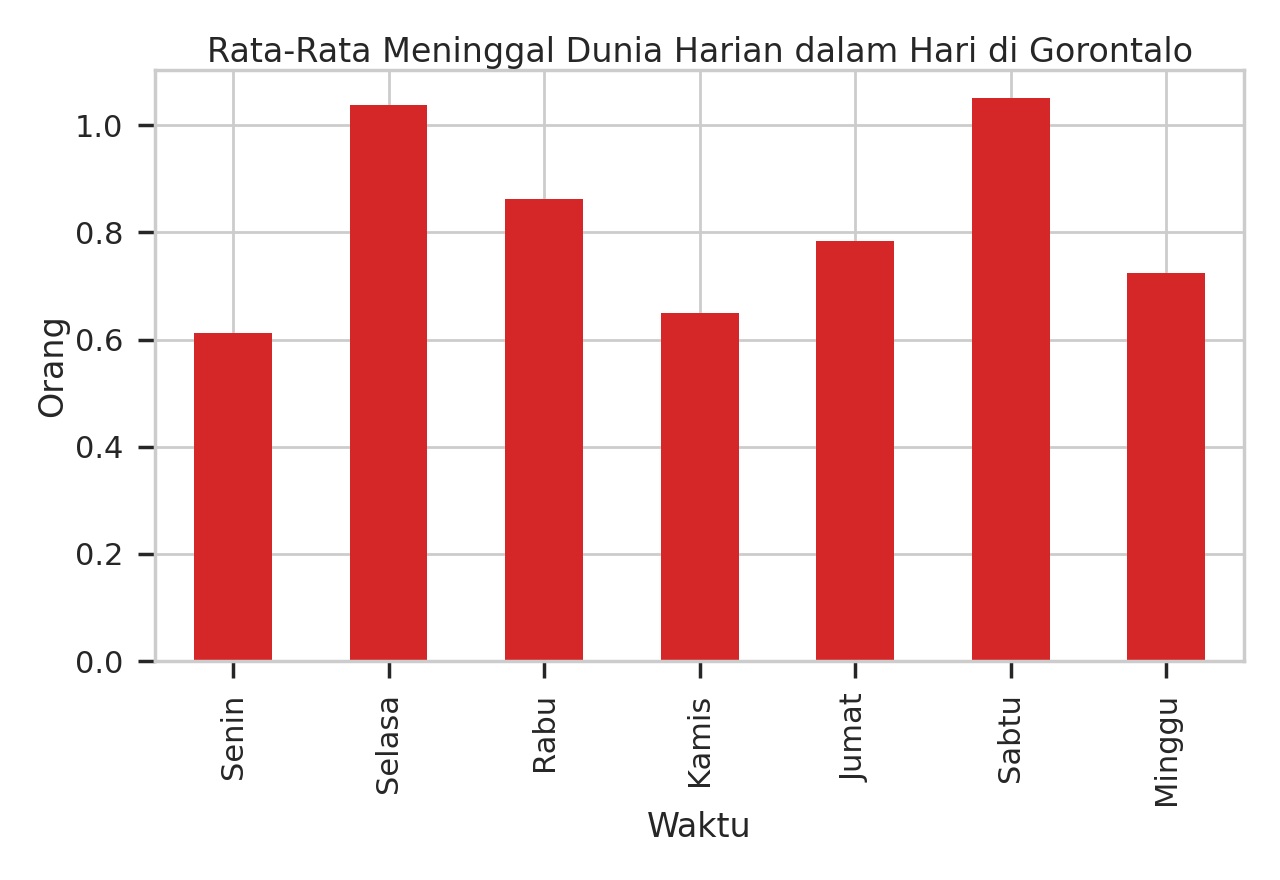 Rata-Rata Meninggal Dunia Harian dalam Hari di Gorontalo
1.0
0.8
0.6
0.4
0.2
0.0
Orang
Senin
Selasa
Rabu
Kamis
Jumat
Sabtu
Minggu
Waktu